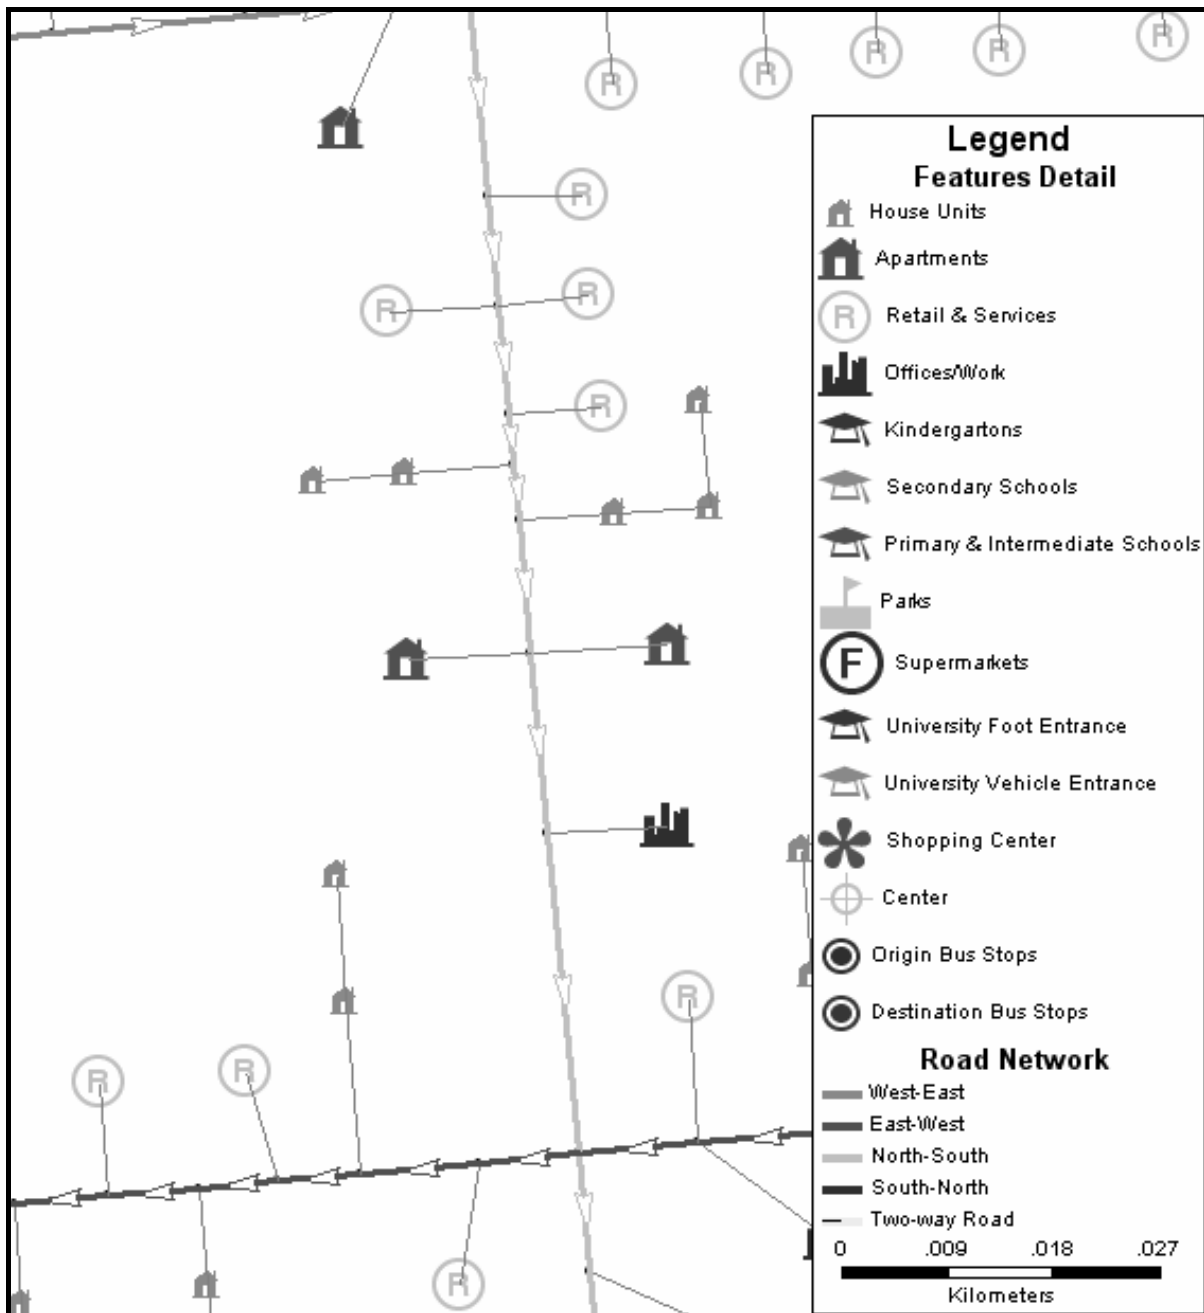 R
R
R
R
R
R
R
R
R
R
R
R
R
Legend
Features Detail
House Units
Apartments
R Retail & Services
Offices/Work
Kindergartons
Secondary Schools
Primary & Intermediate Schools
Parks
F Supermarkets
University Foot Entrance
University Vehicle Entrance
Shopping Center
Center
Origin Bus Stops
Destination Bus Stops
Road Network
West-East
East-West
North-South
South-North
Two-way Road
0 .009 .018 .027
Kilometers